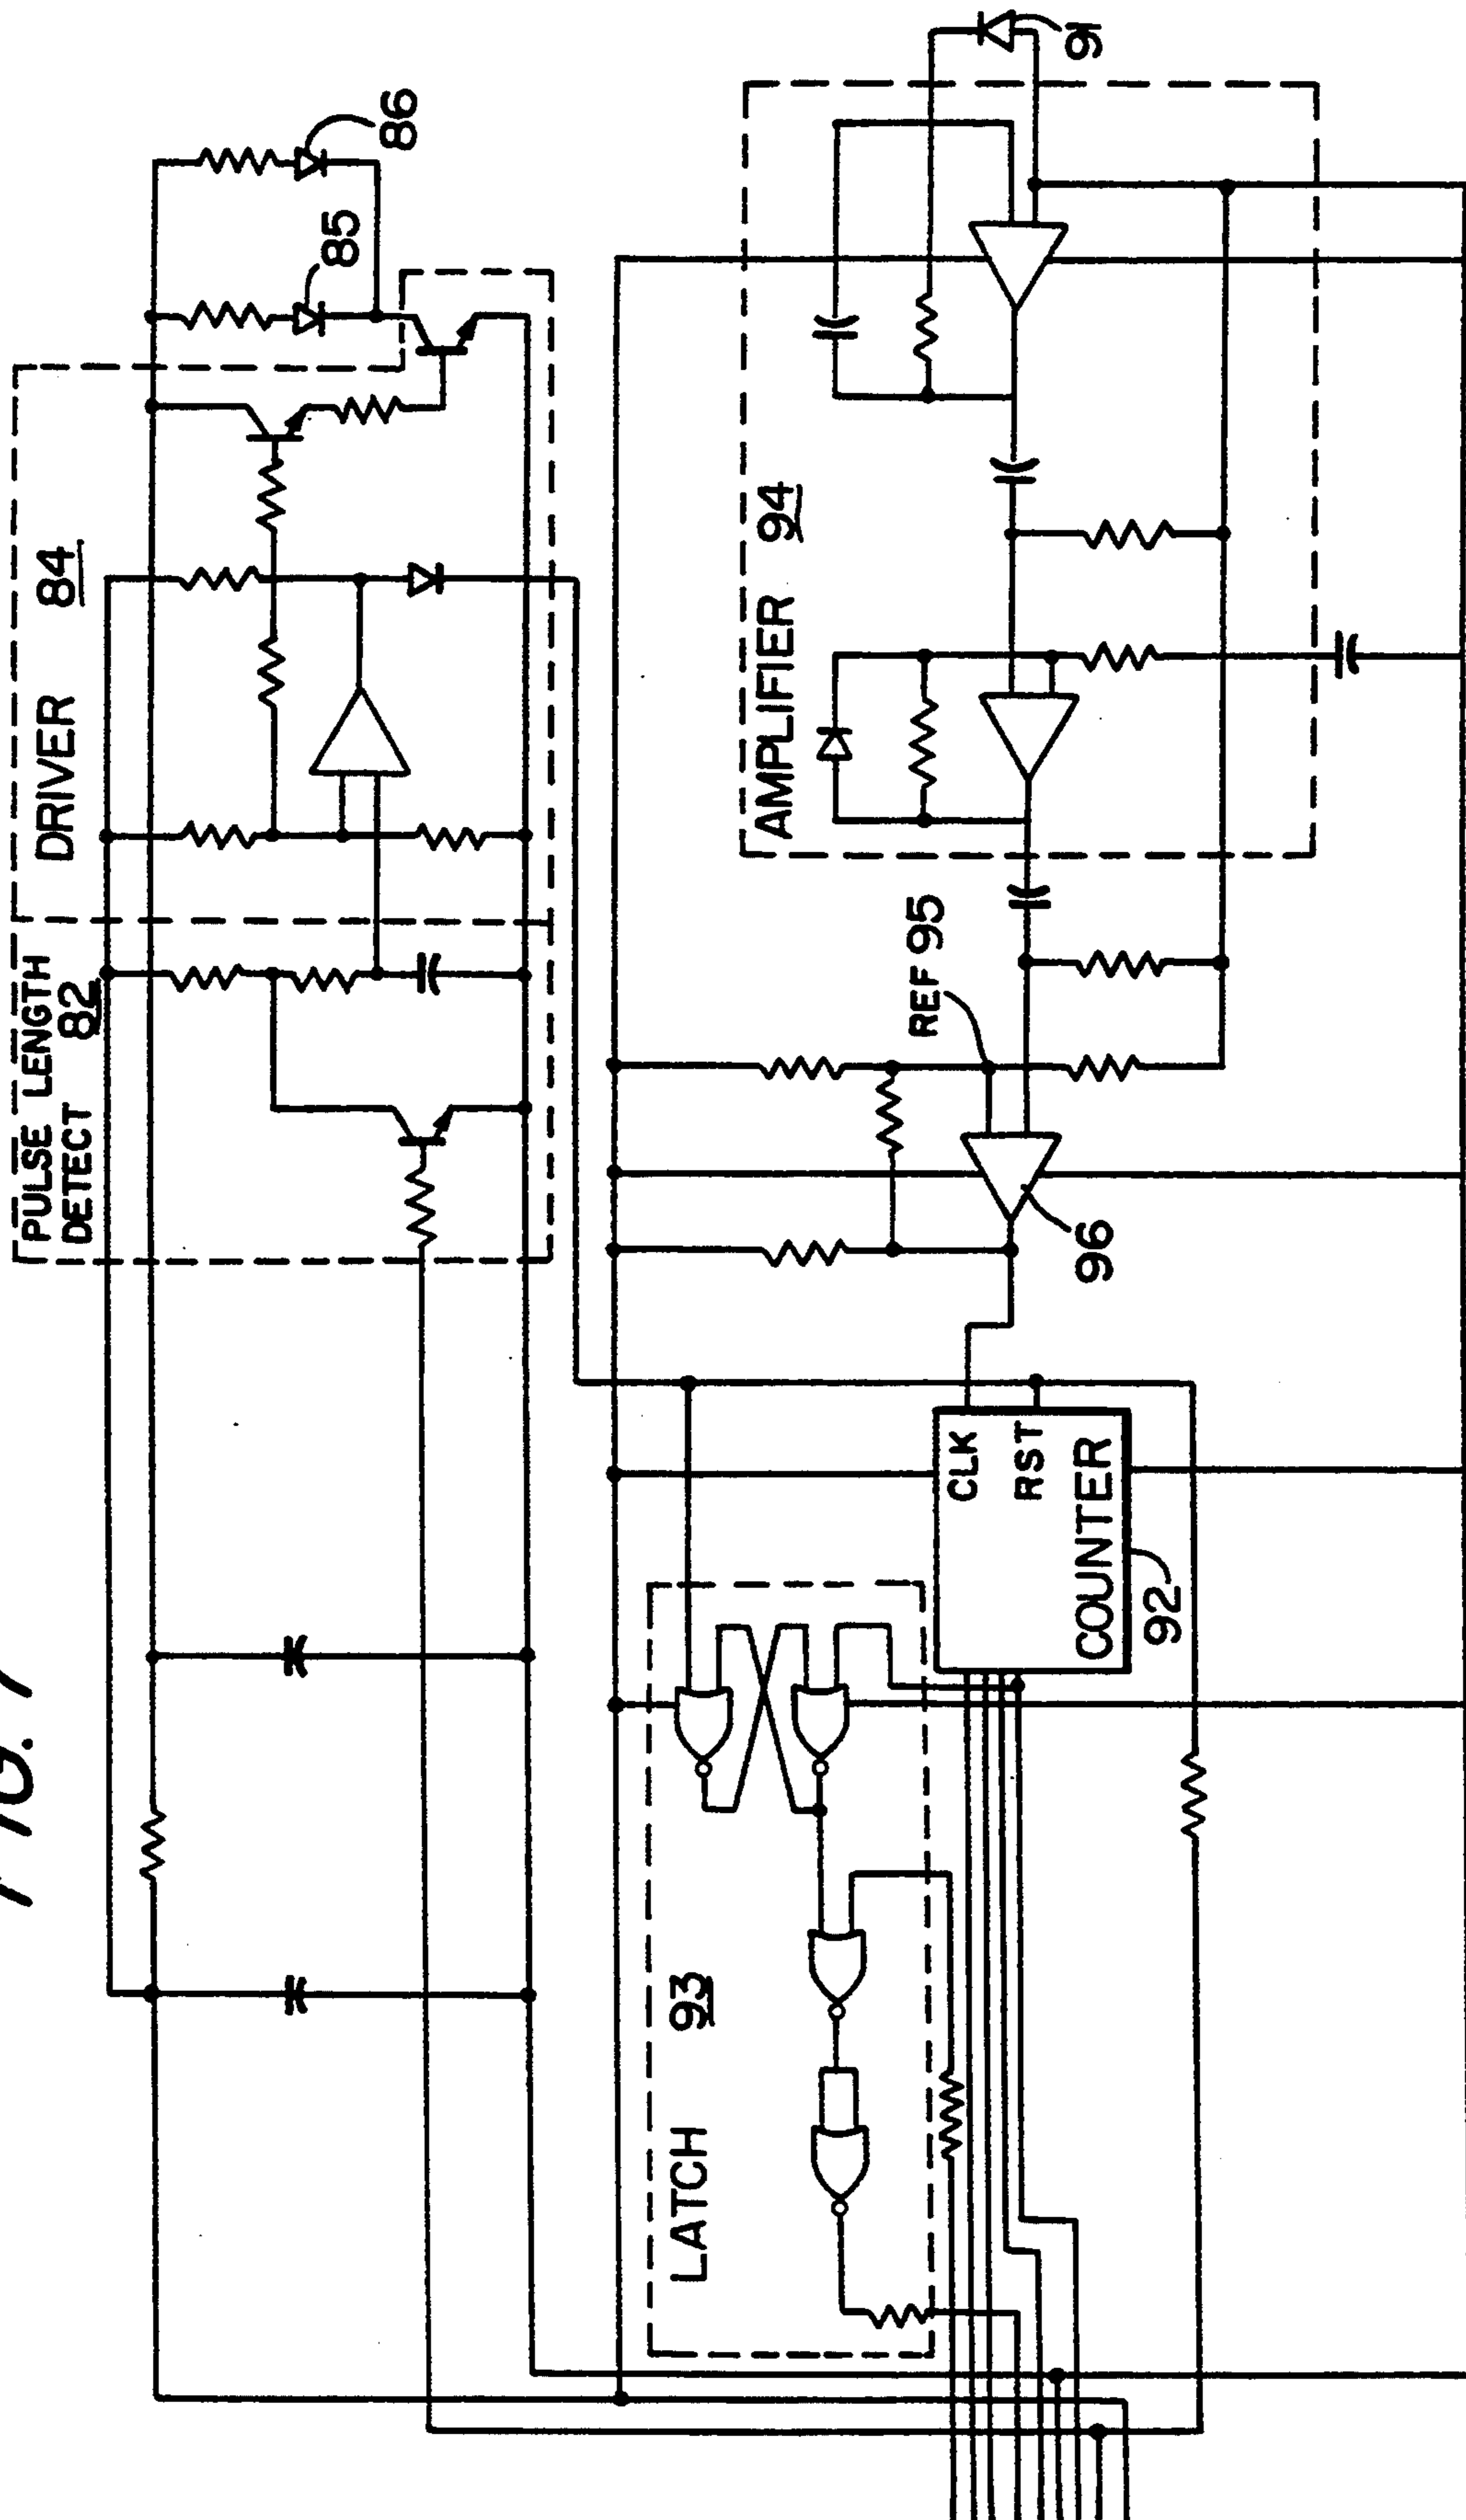 FIG. 7
PULSE LENGTH
DETECT 82
DRIVER 84
85
86
LATCH 93
AMPLIFIER 94
91
REF 95
96
CLK
RST
COUNTER
92